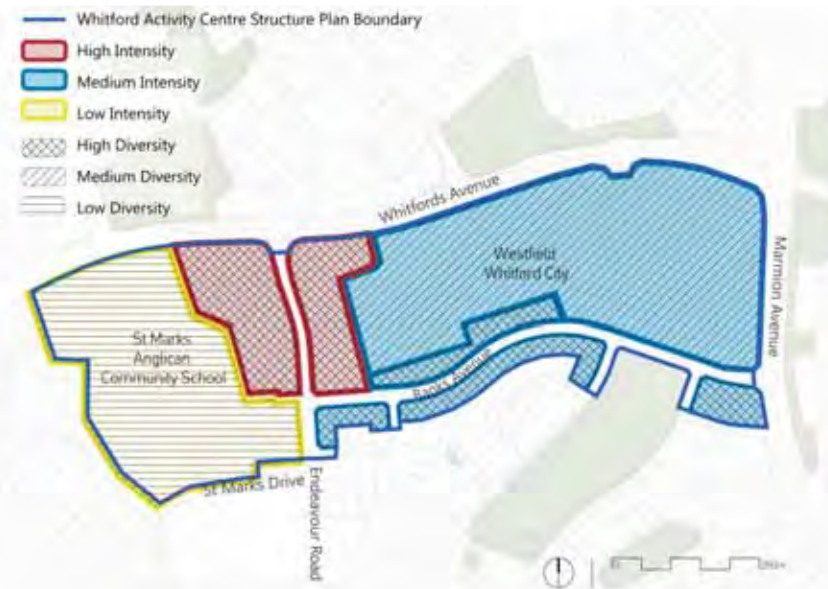 Whitford Activity Centre Structure Plan Boundary
High Intensity
Medium Intensity
Low Intensity
High Diversity
Medium Diversity
Low Diversity
Whitfords Avenue
Westfield
Whitford City
Marmion Avenue
St Marks
Anglican
Community School
Banks Avenue
St Marks Drive
Endeavour Road
0